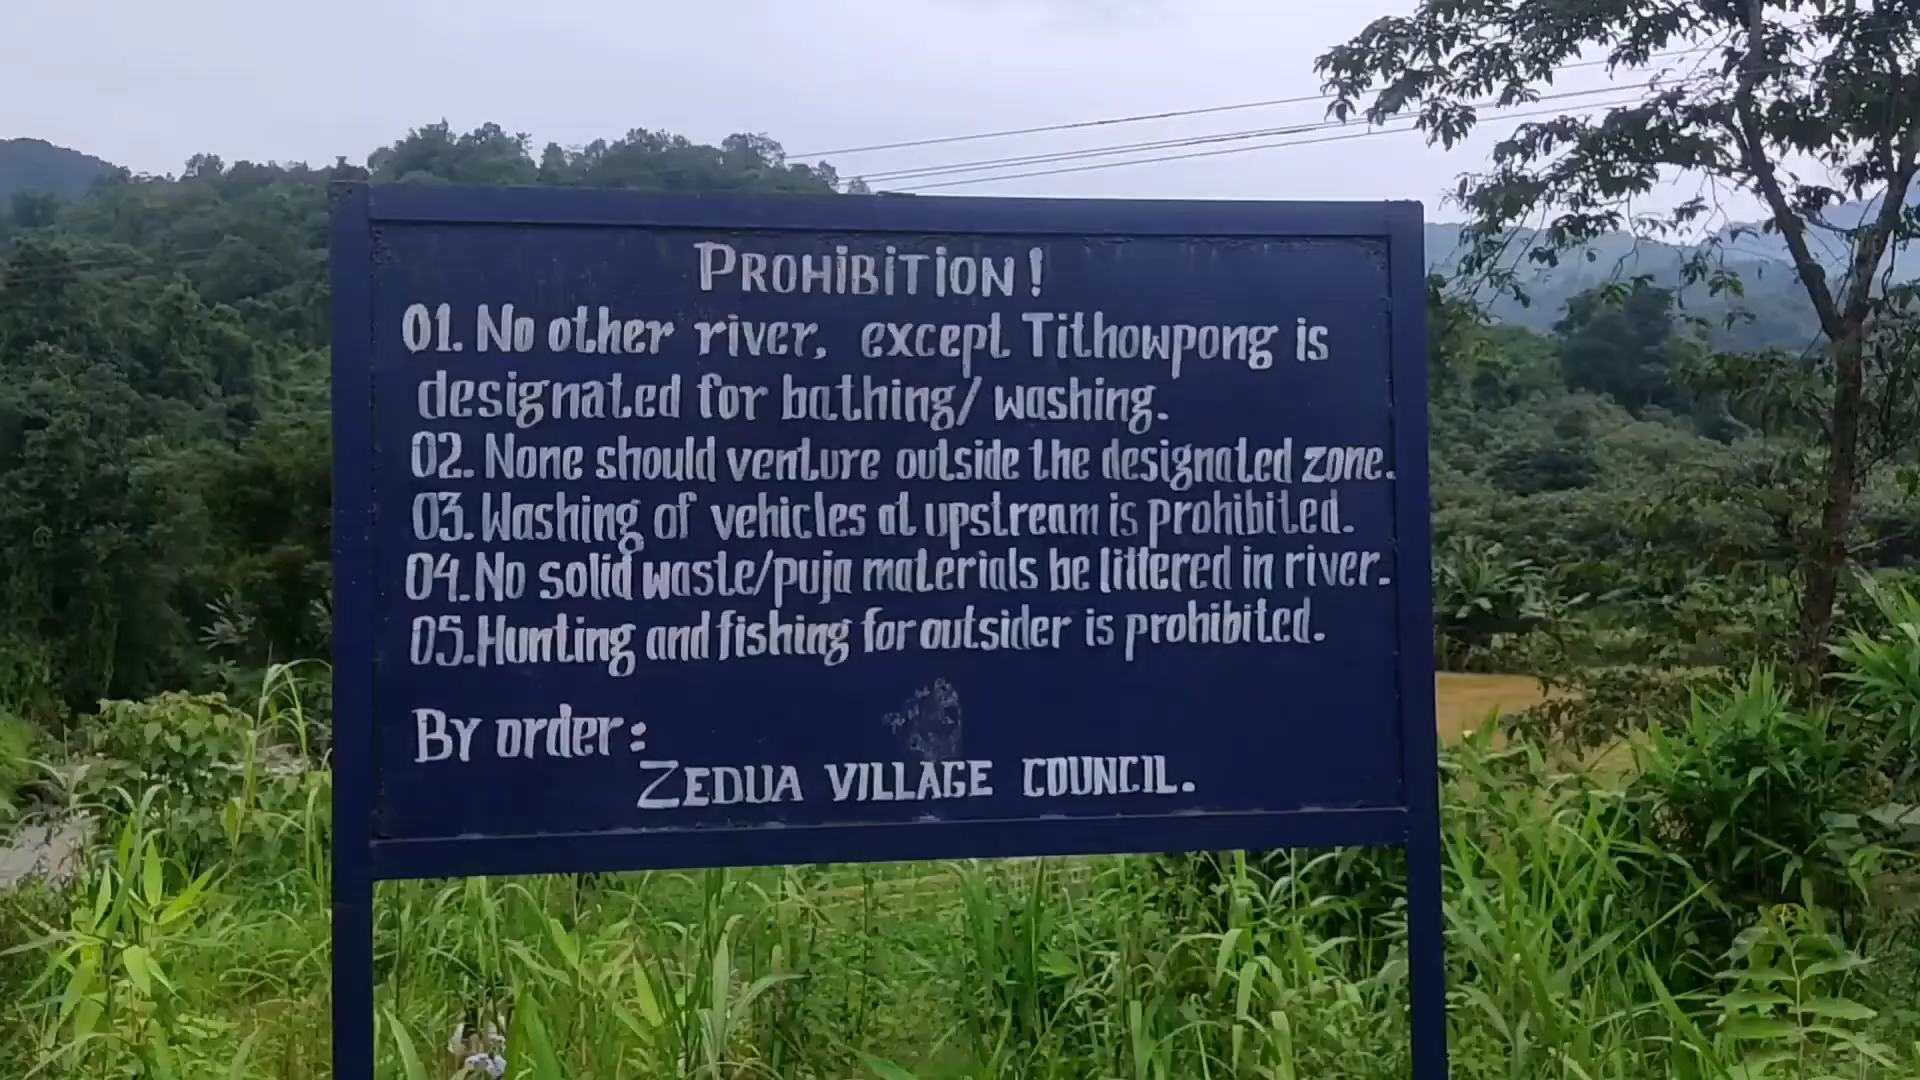 PROHiBiTiON!
01. No other river, except Tithowpong is
designated for bathing/ washing.
02. None should venture outside the designated zone.
03. Washing of vehicles at upstream is prohibited.
04. No solid waste/puja materials be littered in river.
05. Hunting and fishing for outsider is prohibited.
By order:
ZEDUA VILLAGE COUNCIL.